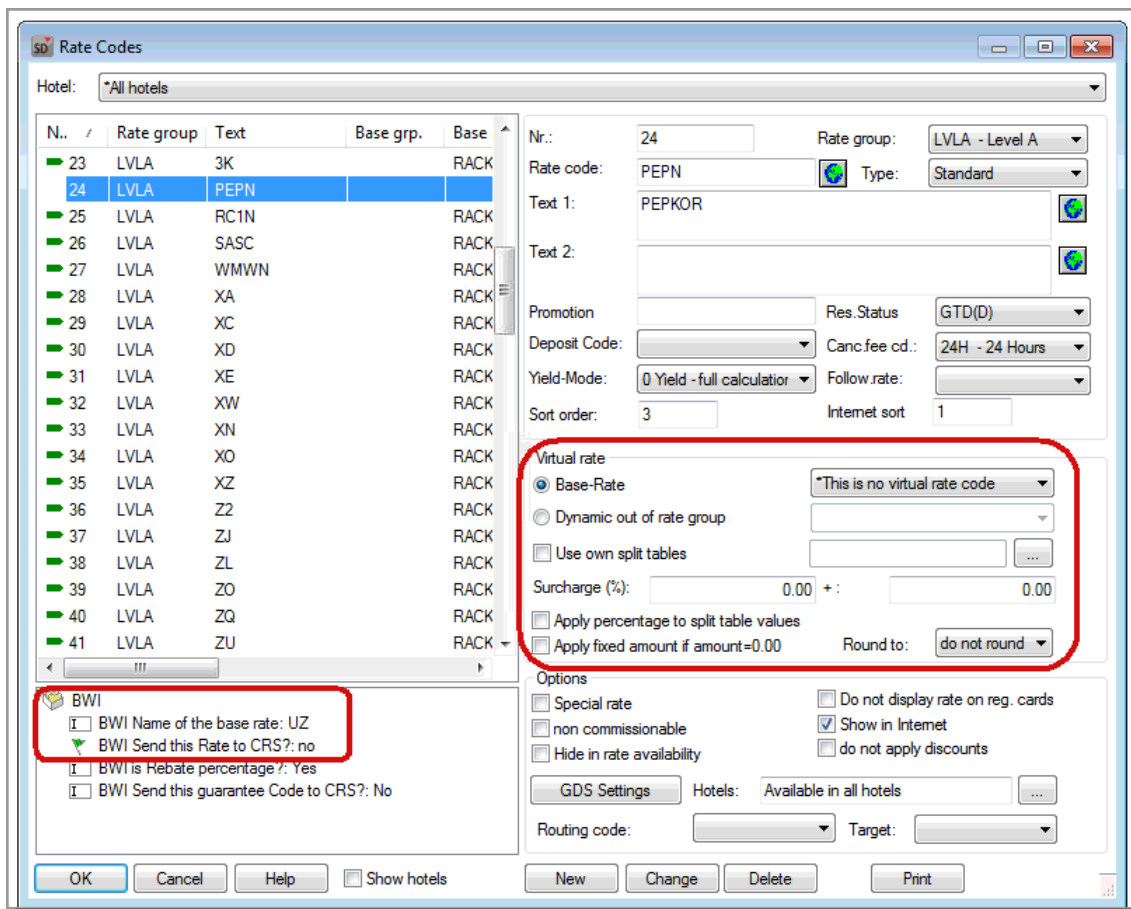 SD Rate Codes
Hotel: *All hotels
N.. / Rate group Text Base grp. Base
23 LVLA 3K RACK
24 LVLA PEPN
25 LVLA RC1N RACK
26 LVLA SASC RACK
27 LVLA WMWN RACK
28 LVLA XA RACK
29 LVLA XC RACK
30 LVLA XD RACK
31 LVLA XE RACK
32 LVLA XW RACK
33 LVLA XN RACK
34 LVLA XO RACK
35 LVLA XZ RACK
36 LVLA Z2 RACK
37 LVLA ZJ RACK
38 LVLA ZL RACK
39 LVLA ZO RACK
40 LVLA ZQ RACK
41 LVLA ZU RACK
BWI
BWI Name of the base rate: UZ
BWI Send this Rate to CRS?: no
BWI is Rebate percentage?: Yes
BWI Send this guarantee Code to CRS?: No
Nr.: 24 Rate group: LVLA - Level A
Rate code: PEPN Type: Standard
Text 1: PEPKOR
Text 2:
Promotion Res.Status GTD(D)
Deposit Code: Canc.fee cd.: 24H - 24 Hours
Yield-Mode: 0 Yield - full calculation Follow.rate:
Sort order: 3 Internet sort 1
Virtual rate
Base-Rate *This is no virtual rate code
Dynamic out of rate group
Use own split tables ...
Surcharge (%): 0.00 + : 0.00
Apply percentage to split table values
Apply fixed amount if amount=0.00 Round to: do not round
Options
Special rate Do not display rate on reg. cards
non commissionable Show in Internet
Hide in rate availability do not apply discounts
GDS Settings Hotels: Available in all hotels ...
Routing code: Target:
OK Cancel Help Show hotels New Change Delete Print